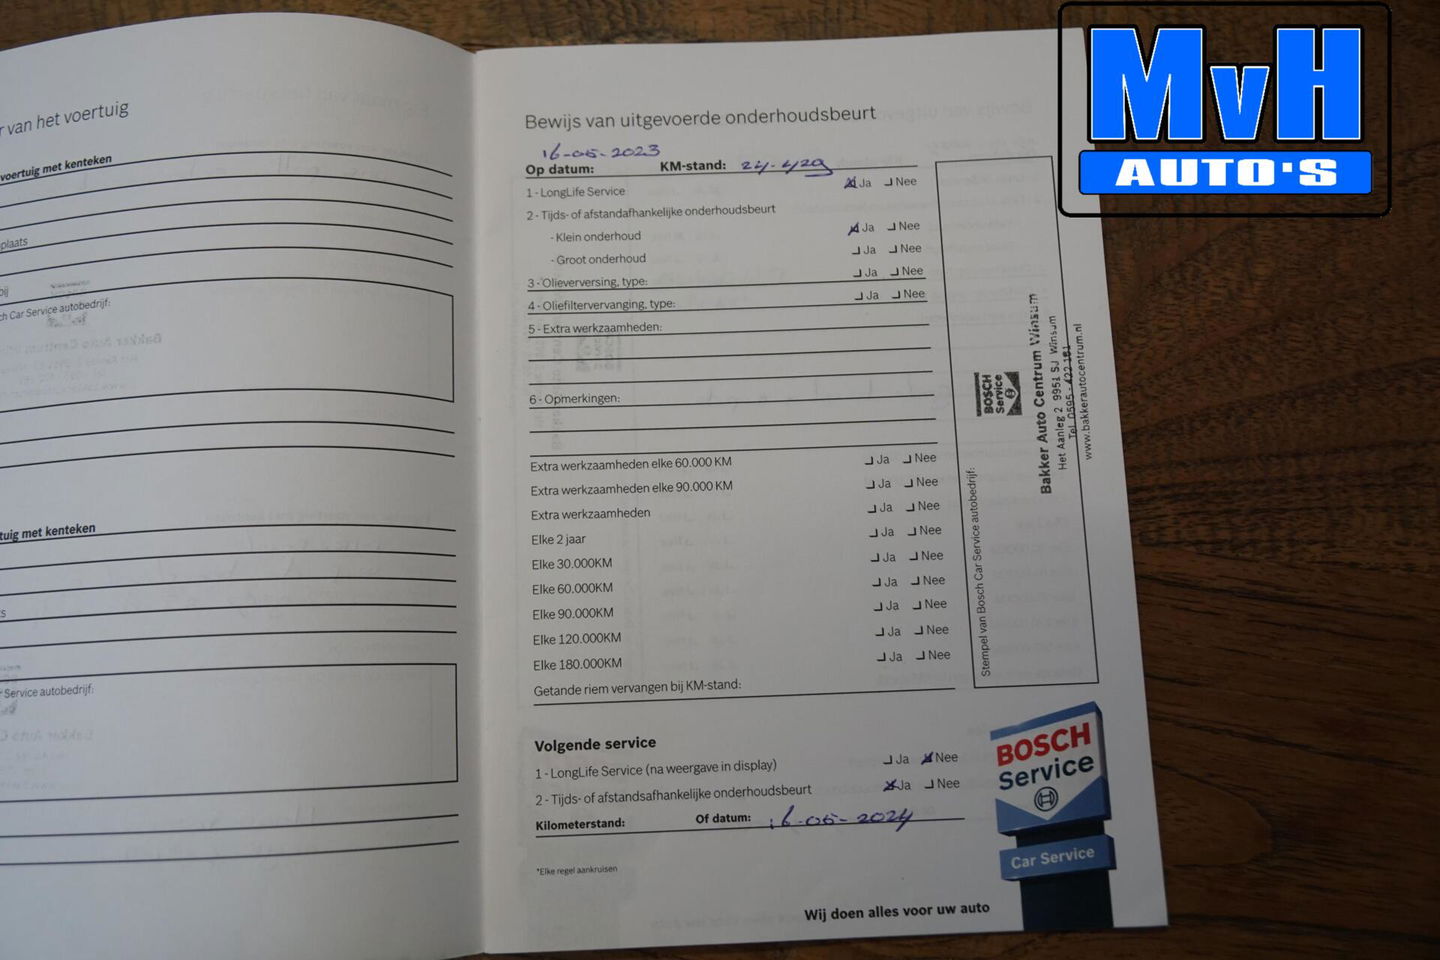 MvH
AUTO'S
r van het voertuig
voertuig met kenteken
plaats
bij
ch Car Service autobedrijf:
tuig met kenteken
r Service autobedrijf:
Bewijs van uitgevoerde onderhoudsbeurt
16-05-2023
Op datum: KM-stand: 24-429
1 - LongLife Service Ja Nee
2 - Tijds- of afstandafhankelijke onderhoudsbeurt
- Klein onderhoud Ja Nee
- Groot onderhoud Ja Nee
3 - Olieverversing, type: Ja Nee
4 - Oliefiltervervanging, type: Ja Nee
5 - Extra werkzaamheden:
6 - Opmerkingen:
Extra werkzaamheden elke 60.000 KM Ja Nee
Extra werkzaamheden elke 90.000 KM Ja Nee
Extra werkzaamheden Ja Nee
Elke 2 jaar Ja Nee
Elke 30.000KM Ja Nee
Elke 60.000KM Ja Nee
Elke 90.000KM Ja Nee
Elke 120.000KM Ja Nee
Elke 180.000KM Ja Nee
Getande riem vervangen bij KM-stand:
Stempel van Bosch Car Service autobedrijf:
BOSCH
Service
Bakker Auto Centrum Winsum
Het Aanleg 2 9951 SJ Winsum
Tel. 0595 - 422 181
www.bakkerautocentrum.nl
Volgende service
1 - LongLife Service (na weergave in display) Ja Nee
2 - Tijds- of afstandsafhankelijke onderhoudsbeurt Ja Nee
Kilometerstand: Of datum: 16-05-2024
*Elke regel aankruisen
BOSCH
Service
Car Service
Wij doen alles voor uw auto